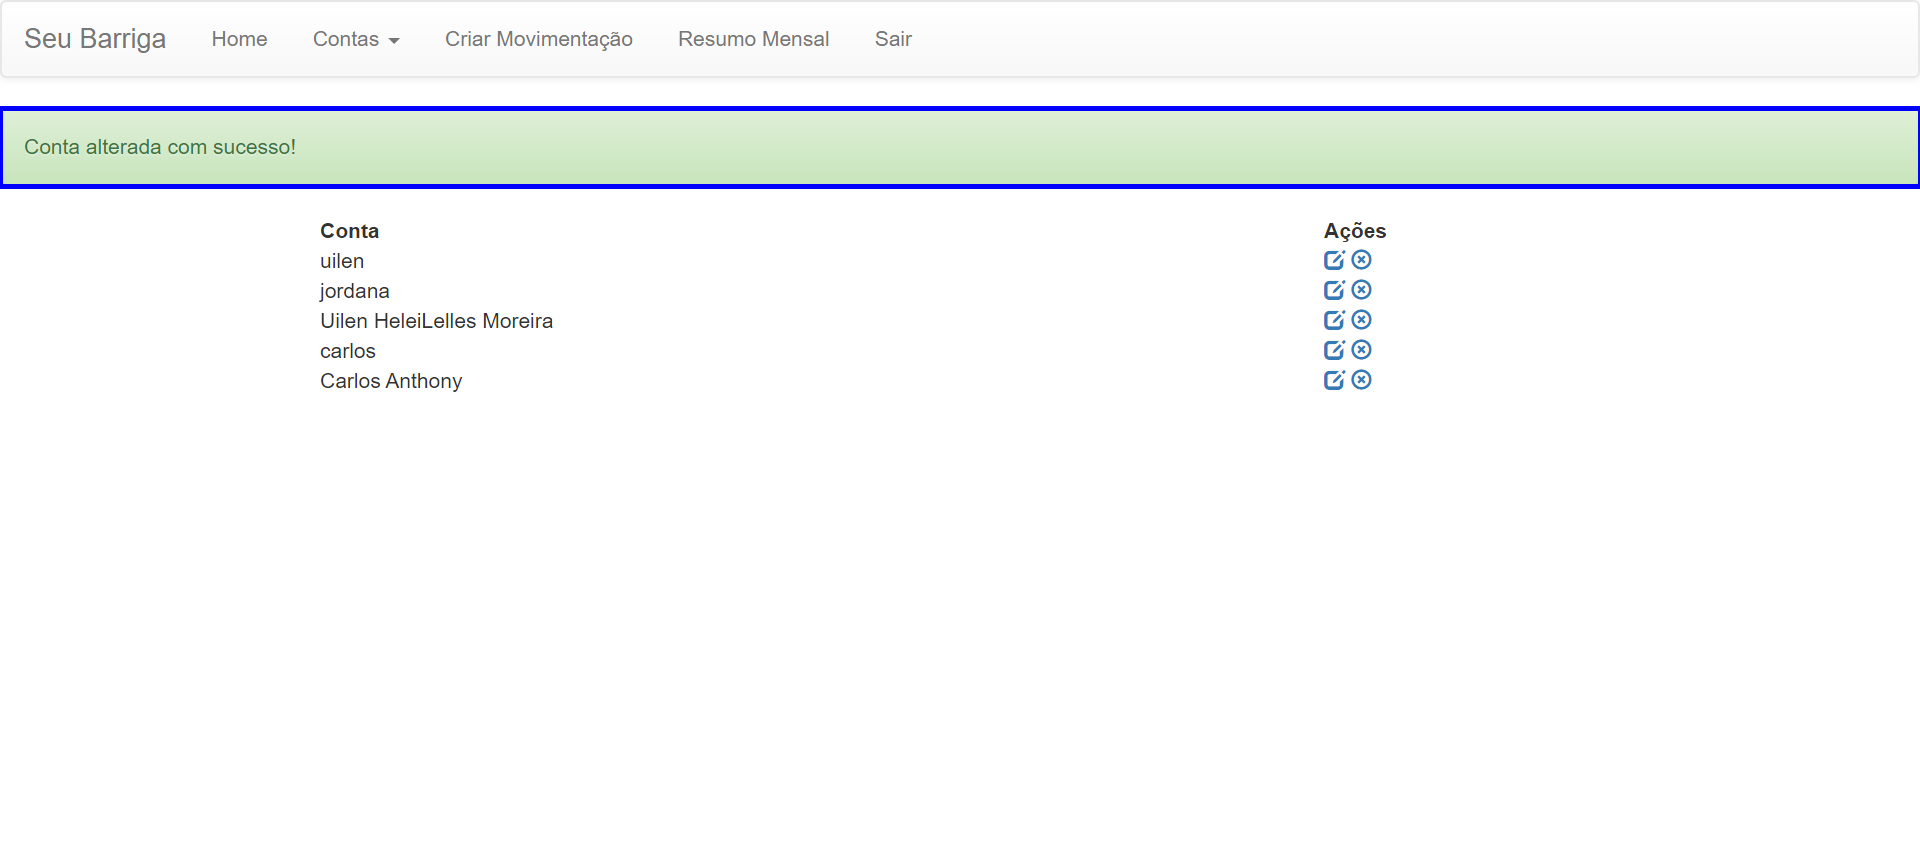 Seu Barriga Home Contas Criar Movimentação Resumo Mensal Sair
Conta alterada com sucesso!
Conta Ações
uilen
jordana
Uilen HeleiLelles Moreira
carlos
Carlos Anthony